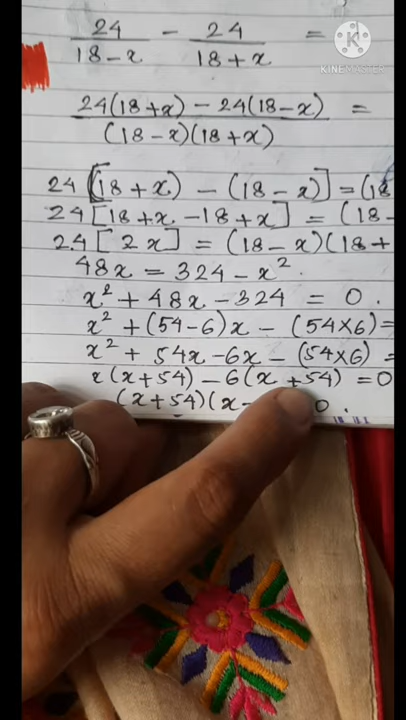 24/(18-x) - 24/(18+x) =
KINEMASTER
24(18+x) - 24(18-x) =
(18-x)(18+x)
24[(18+x) - (18-x)] = (18
24[18+x-18+x] = (18-
24[2x] = (18-x)(18+
48x = 324-x².
x²+48x-324 = 0.
x²+(54-6)x-(54×6)=
x²+54x-6x-(54×6)=
x(x+54)-6(x+54)=0
(x+54)(x- 0.